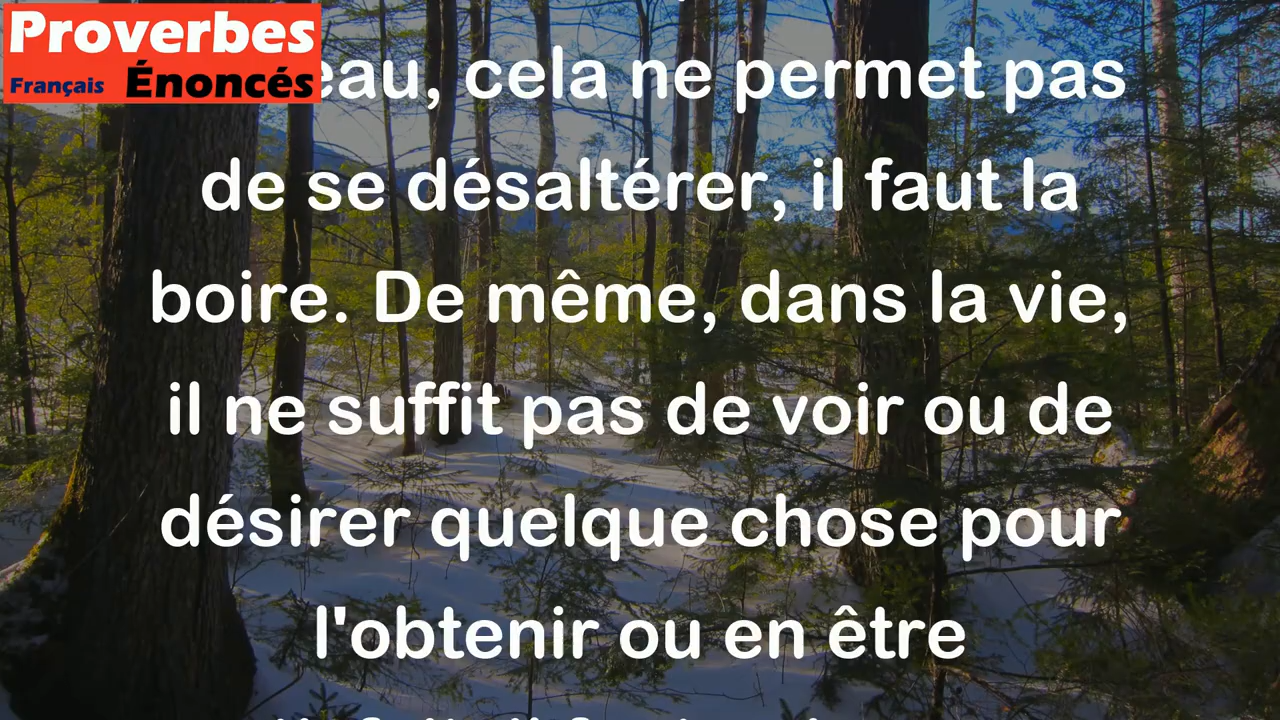 Proverbes
Français Énoncés
eau, cela ne permet pas
de se désaltérer, il faut la
boire. De même, dans la vie,
il ne suffit pas de voir ou de
désirer quelque chose pour
l'obtenir ou en être